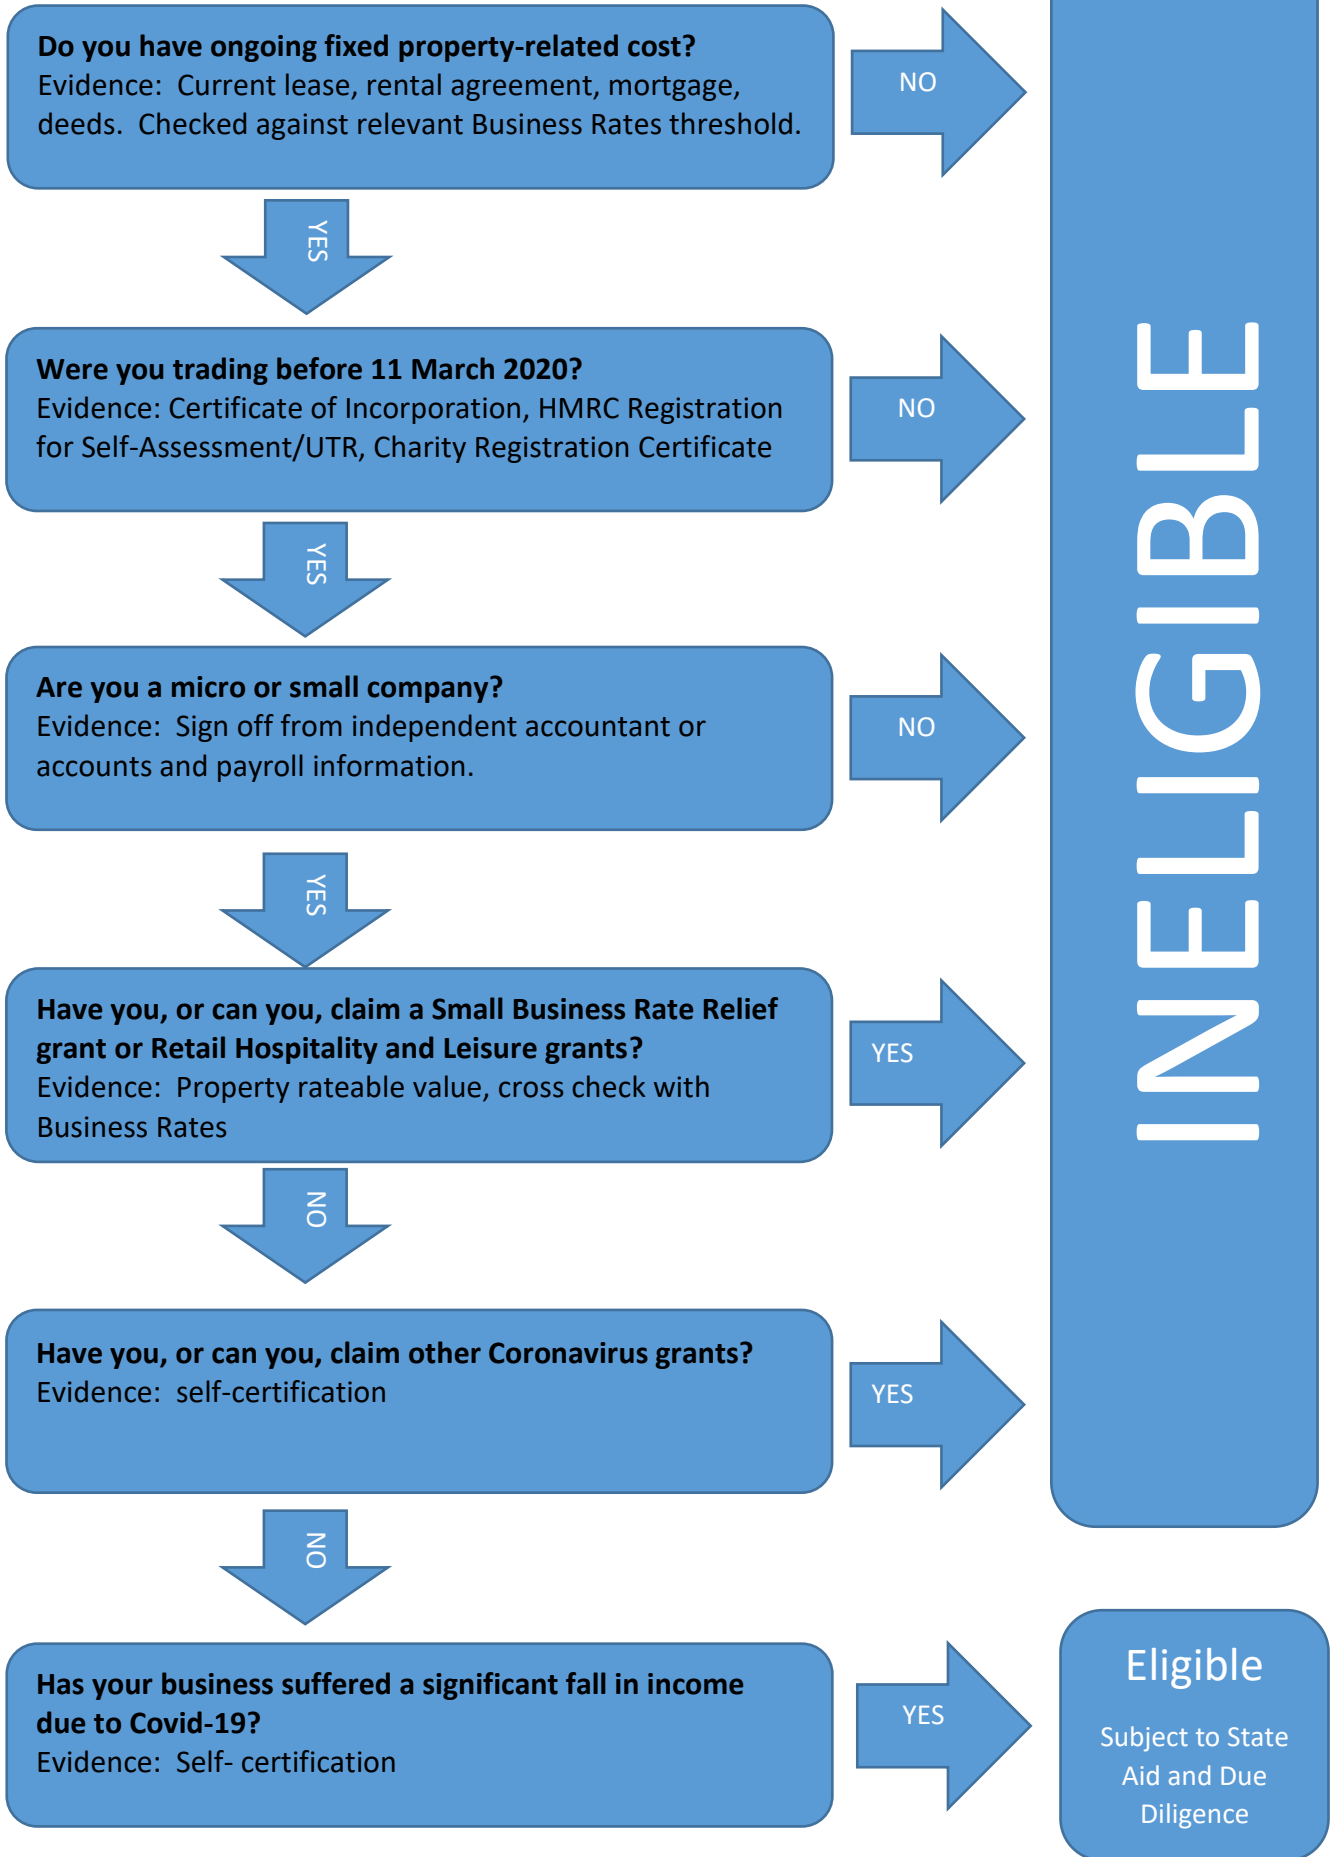 Do you have ongoing fixed property-related cost?
Evidence:  Current lease, rental agreement, mortgage,
deeds.  Checked against relevant Business Rates threshold.
NO
YES
Were you trading before 11 March 2020?
Evidence: Certificate of Incorporation, HMRC Registration
for Self-Assessment/UTR, Charity Registration Certificate
NO
YES
Are you a micro or small company?
Evidence:  Sign off from independent accountant or
accounts and payroll information.
NO
YES
Have you, or can you, claim a Small Business Rate Relief
grant or Retail Hospitality and Leisure grants?
Evidence:  Property rateable value, cross check with
Business Rates
YES
NO
Have you, or can you, claim other Coronavirus grants?
Evidence:  self-certification
YES
NO
INELIGIBLE
Has your business suffered a significant fall in income
due to Covid-19?
Evidence:  Self- certification
YES
Eligible
Subject to State
Aid and Due
Diligence